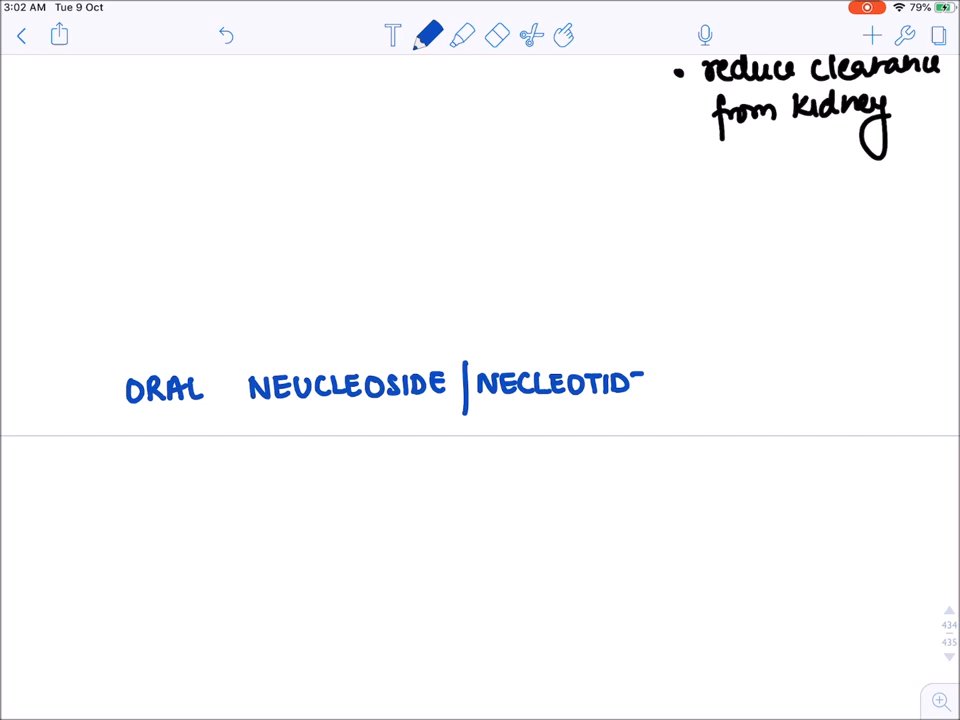 3:02 AM Tue 9 Oct 79%
T
• reduce clearance
from kidney
ORAL NEUCLEOSIDE | NECLEOTID
434
435